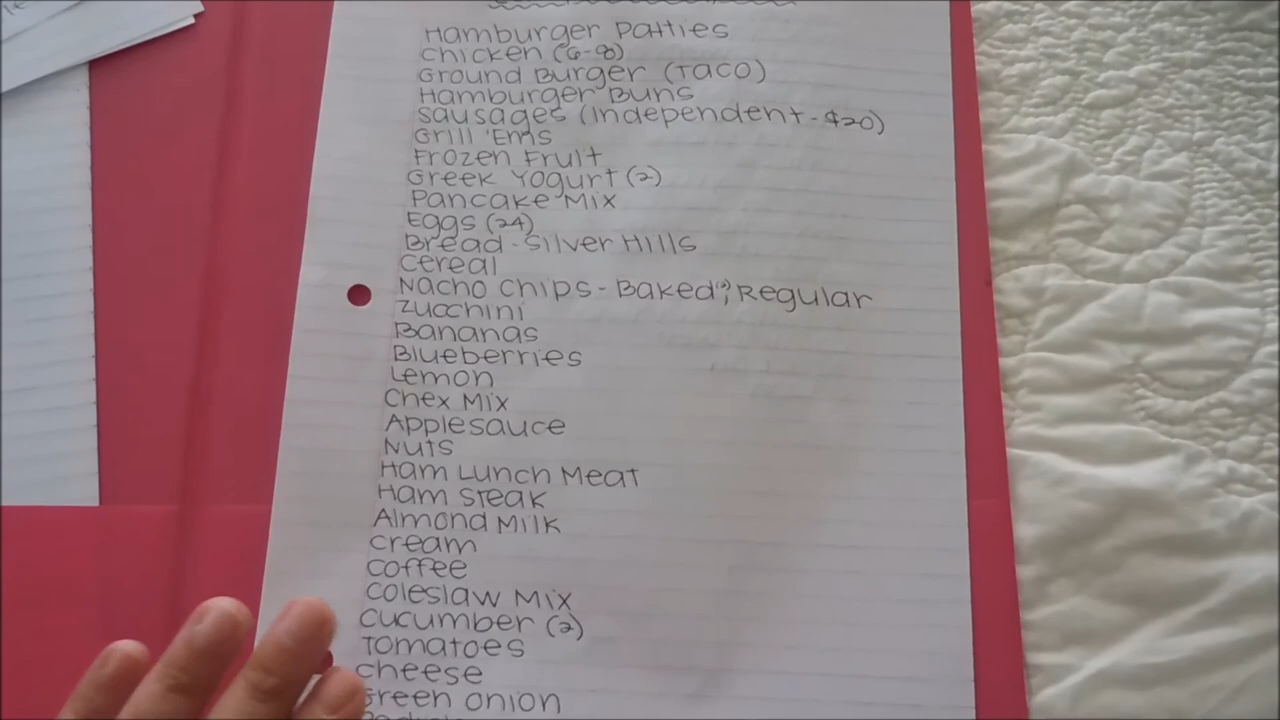 Hamburger Patties
Chicken (6-8)
Ground Burger (Taco)
Hamburger Buns
Sausages (Independent - $20)
Grill 'Ems
Frozen Fruit
Greek Yogurt (2)
Pancake Mix
Eggs (24)
Bread - Silver Hills
Cereal
Nacho Chips - Baked?, Regular
Zucchini
Bananas
Blueberries
Lemon
Chex Mix
Applesauce
Nuts
Ham Lunch Meat
Ham Steak
Almond Milk
Cream
Coffee
Coleslaw Mix
Cucumber (2)
Tomatoes
Cheese
Green Onion